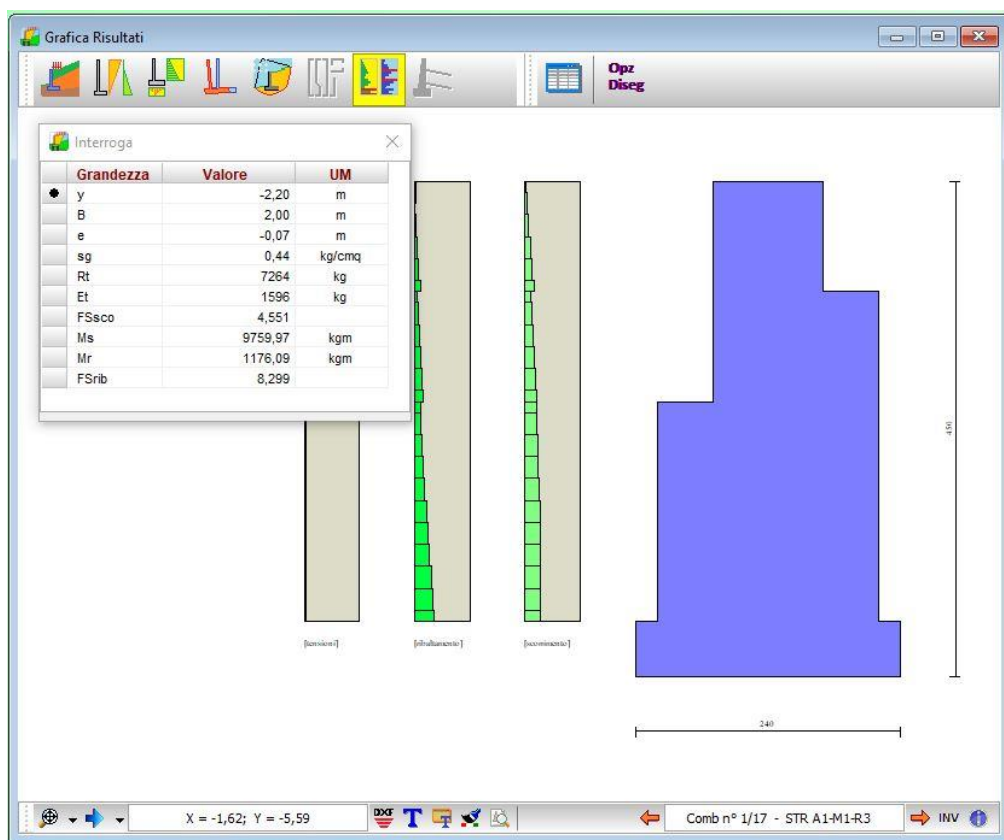 Grafica Risultati
Opz
Diseg
Interroga
Grandezza Valore UM
y -2,20 m
B 2,00 m
e -0,07 m
sg 0,44 kg/cmq
Rt 7264 kg
Et 1596 kg
FSsco 4,551
Ms 9759,97 kgm
Mr 1176,09 kgm
FSrib 8,299
450
[tensioni] [ribaltamento] [scorrimento]
240
X = -1,62; Y = -5,59
DXF
T
Comb n° 1/17 - STR A1-M1-R3
INV